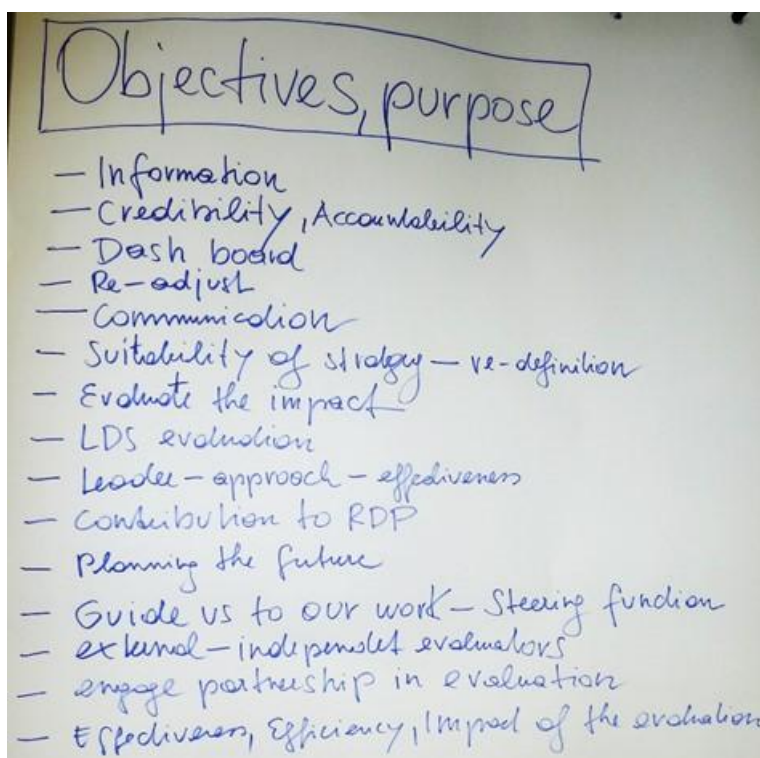 Objectives, purpose
- Information
- Credibility, Accountability
- Dash board
- Re-adjust
- Communication
- Suitability of strategy - re-definition
- Evaluate the impact
- LDS evaluation
- Leader - approach - effectiveness
- Contribution to RDP
- Planning the future
- Guide us to our work - Steering function
- external - independet evaluators
- engage partnership in evaluation
- Effectiveness, Efficiency, Impact of the evaluation